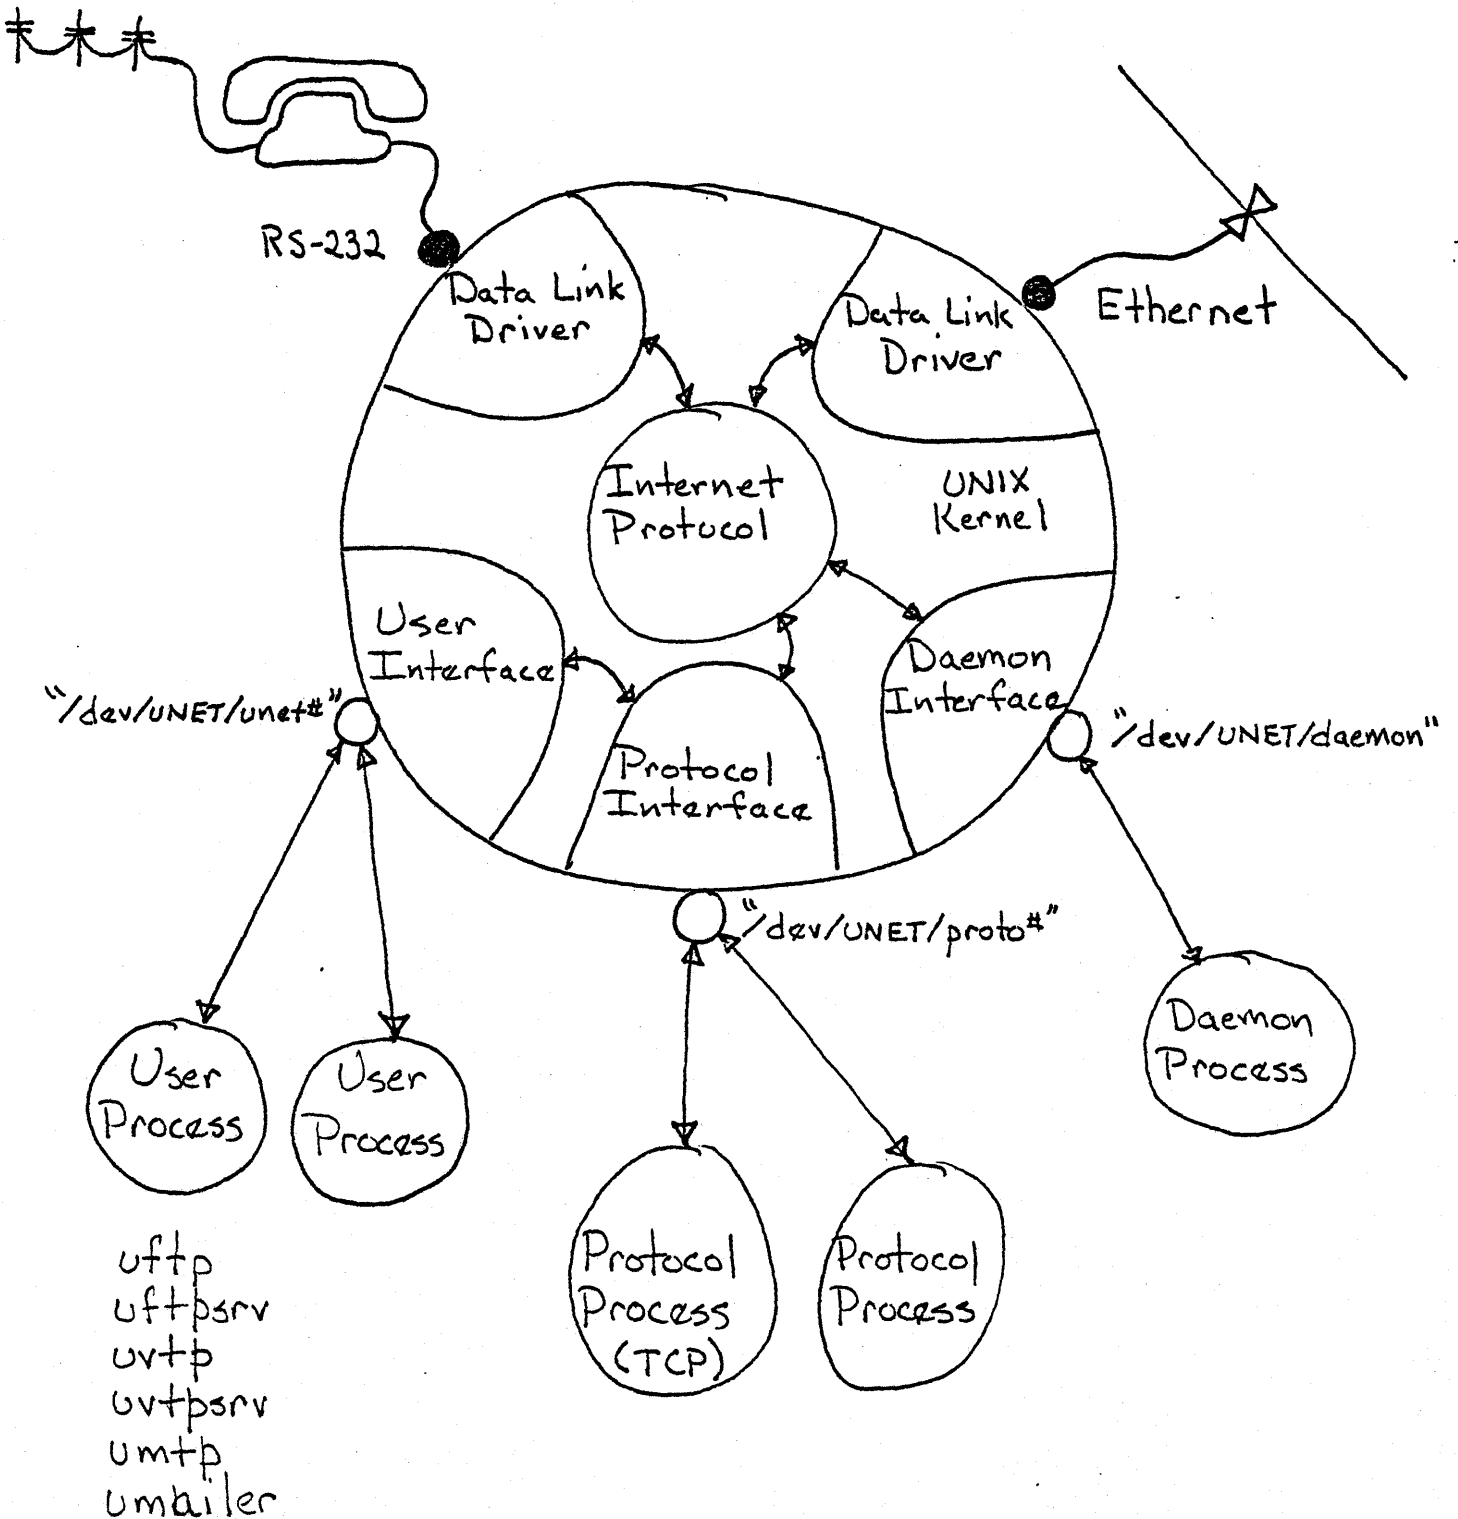 RS-232
Data Link
Driver
Data Link
Driver
Ethernet
Internet
Protocol
UNIX
Kernel
User
Interface
Daemon
Interface
"/dev/UNET/unet#"
"/dev/UNET/daemon"
Protocol
Interface
"/dev/UNET/proto#"
Daemon
Process
User
Process
User
Process
Protocol
Process
(TCP)
Protocol
Process
uftp
uftpsrv
uvtp
uvtpsrv
umtp
umailer